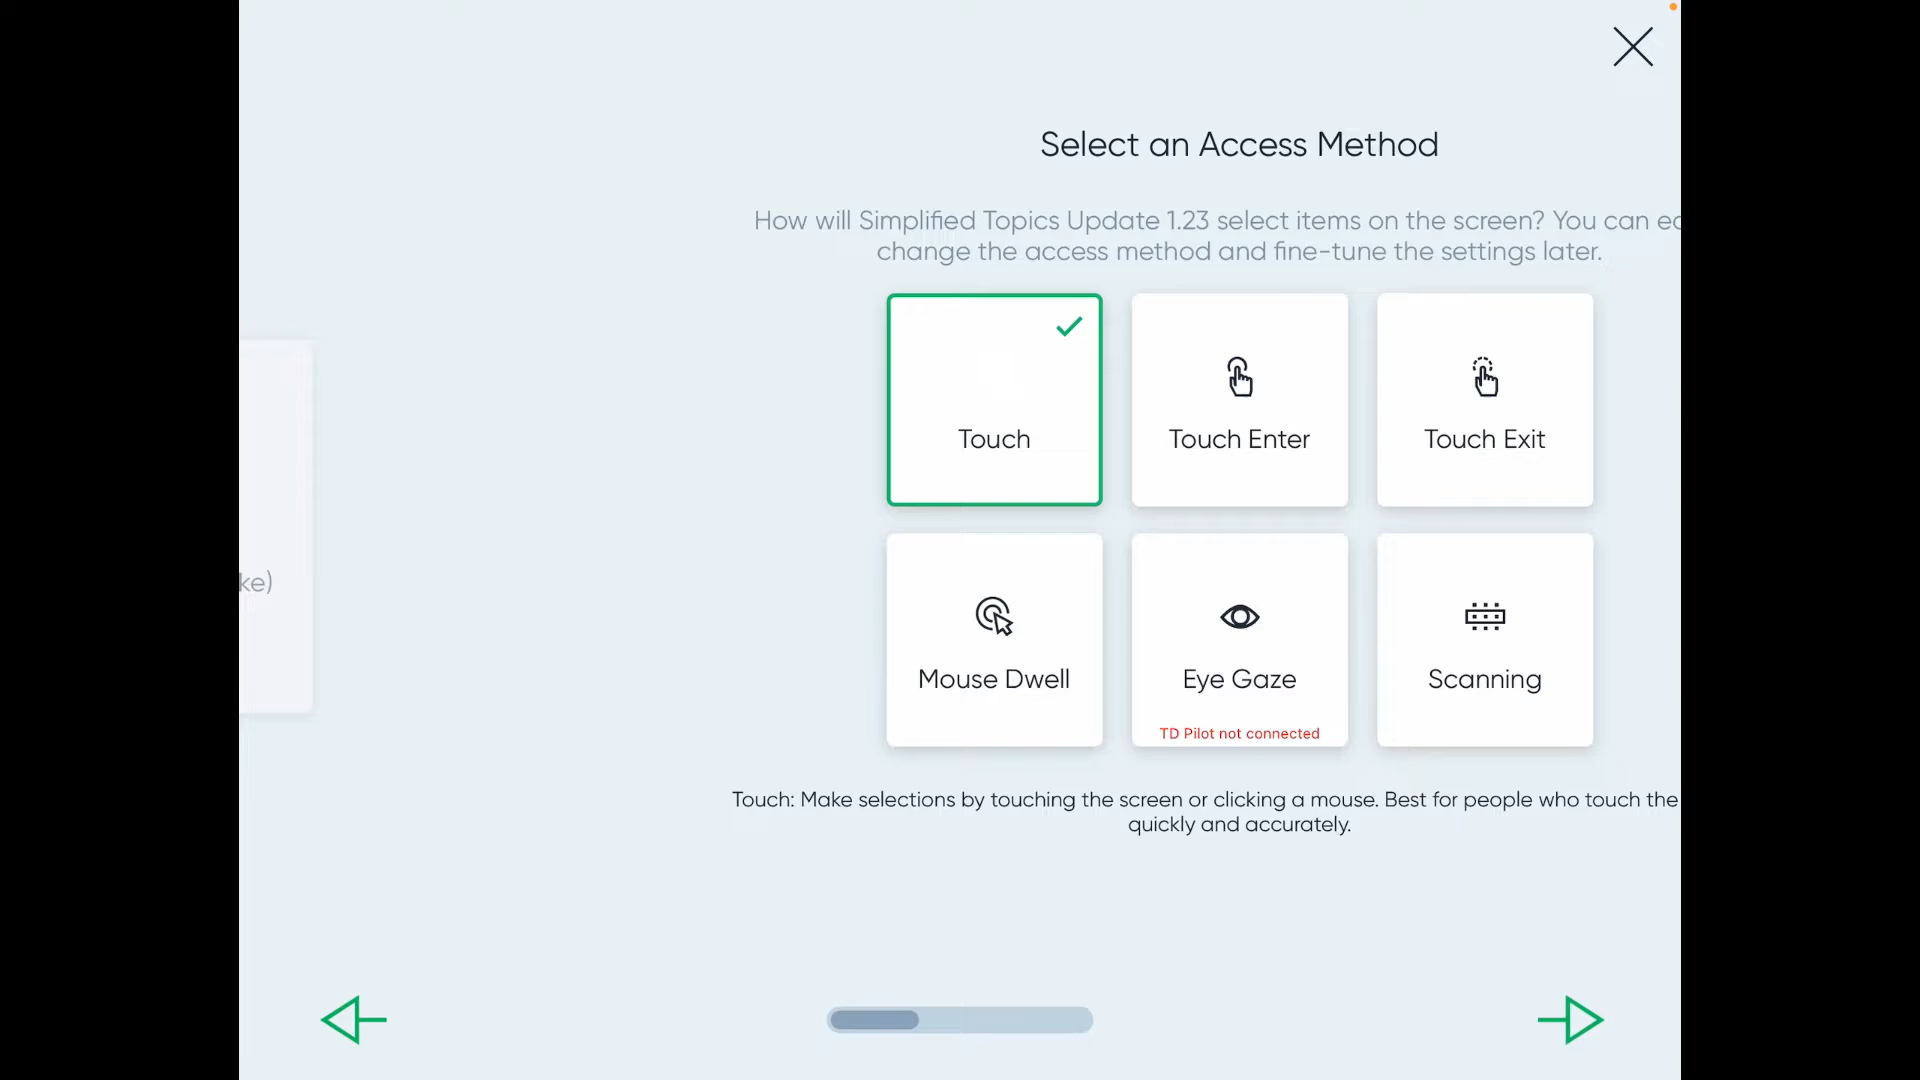 Select an Access Method
How will Simplified Topics Update 1.23 select items on the screen? You can
change the access method and fine-tune the settings later.
Touch
Touch Enter
Touch Exit
ke)
Mouse Dwell
Eye Gaze
Scanning
TD Pilot not connected
Touch: Make selections by touching the screen or clicking a mouse. Best for people who touch the
quickly and accurately.